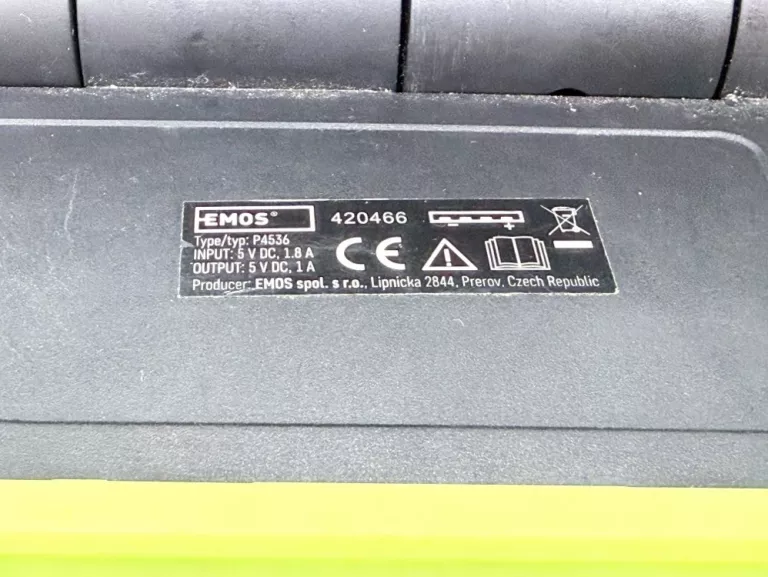 EMOS® 420466
Type/typ: P4536
INPUT: 5 V DC, 1.8 A
OUTPUT: 5 V DC, 1 A
Producer: EMOS spol. s r.o., Lipnicka 2844, Prerov, Czech Republic